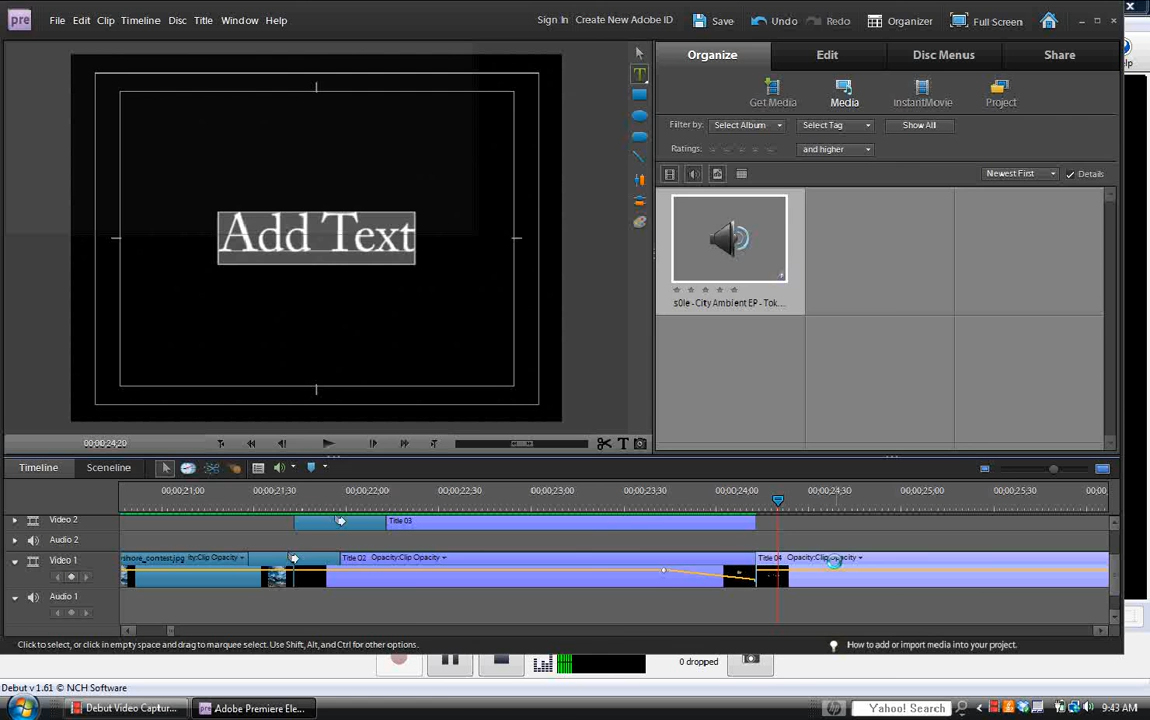 pre File Edit Clip Timeline Disc Title Window Help Sign In Create New Adobe ID Save Undo Redo Organizer Full Screen
Organize Edit Disc Menus Share
Get Media Media InstantMovie Project
Filter by: Select Album Select Tag Show All
Ratings: and higher
Newest First Details
Add Text
s0le - City Ambient EP - Tok...
00;00;24;20
Timeline Sceneline
00;00;21;00 00;00;21;30 00;00;22;00 00;00;22;30 00;00;23;00 00;00;23;30 00;00;24;00 00;00;24;30 00;00;25;00 00;00
Video 2 Title 03
Audio 2
Video 1 shore_contest.jpg ity:Clip Opacity Title 02 Opacity:Clip Opacity Title 04 Opacity:Clip Opacity
Audio 1
Click to select, or click in empty space and drag to marquee select. Use Shift, Alt, and Ctrl for other options. How to add or import media into your project.
0 dropped
Debut v 1.61 © NCH Software
Debut Video Captur... Adobe Premiere Ele... Yahoo! Search 9:43 AM